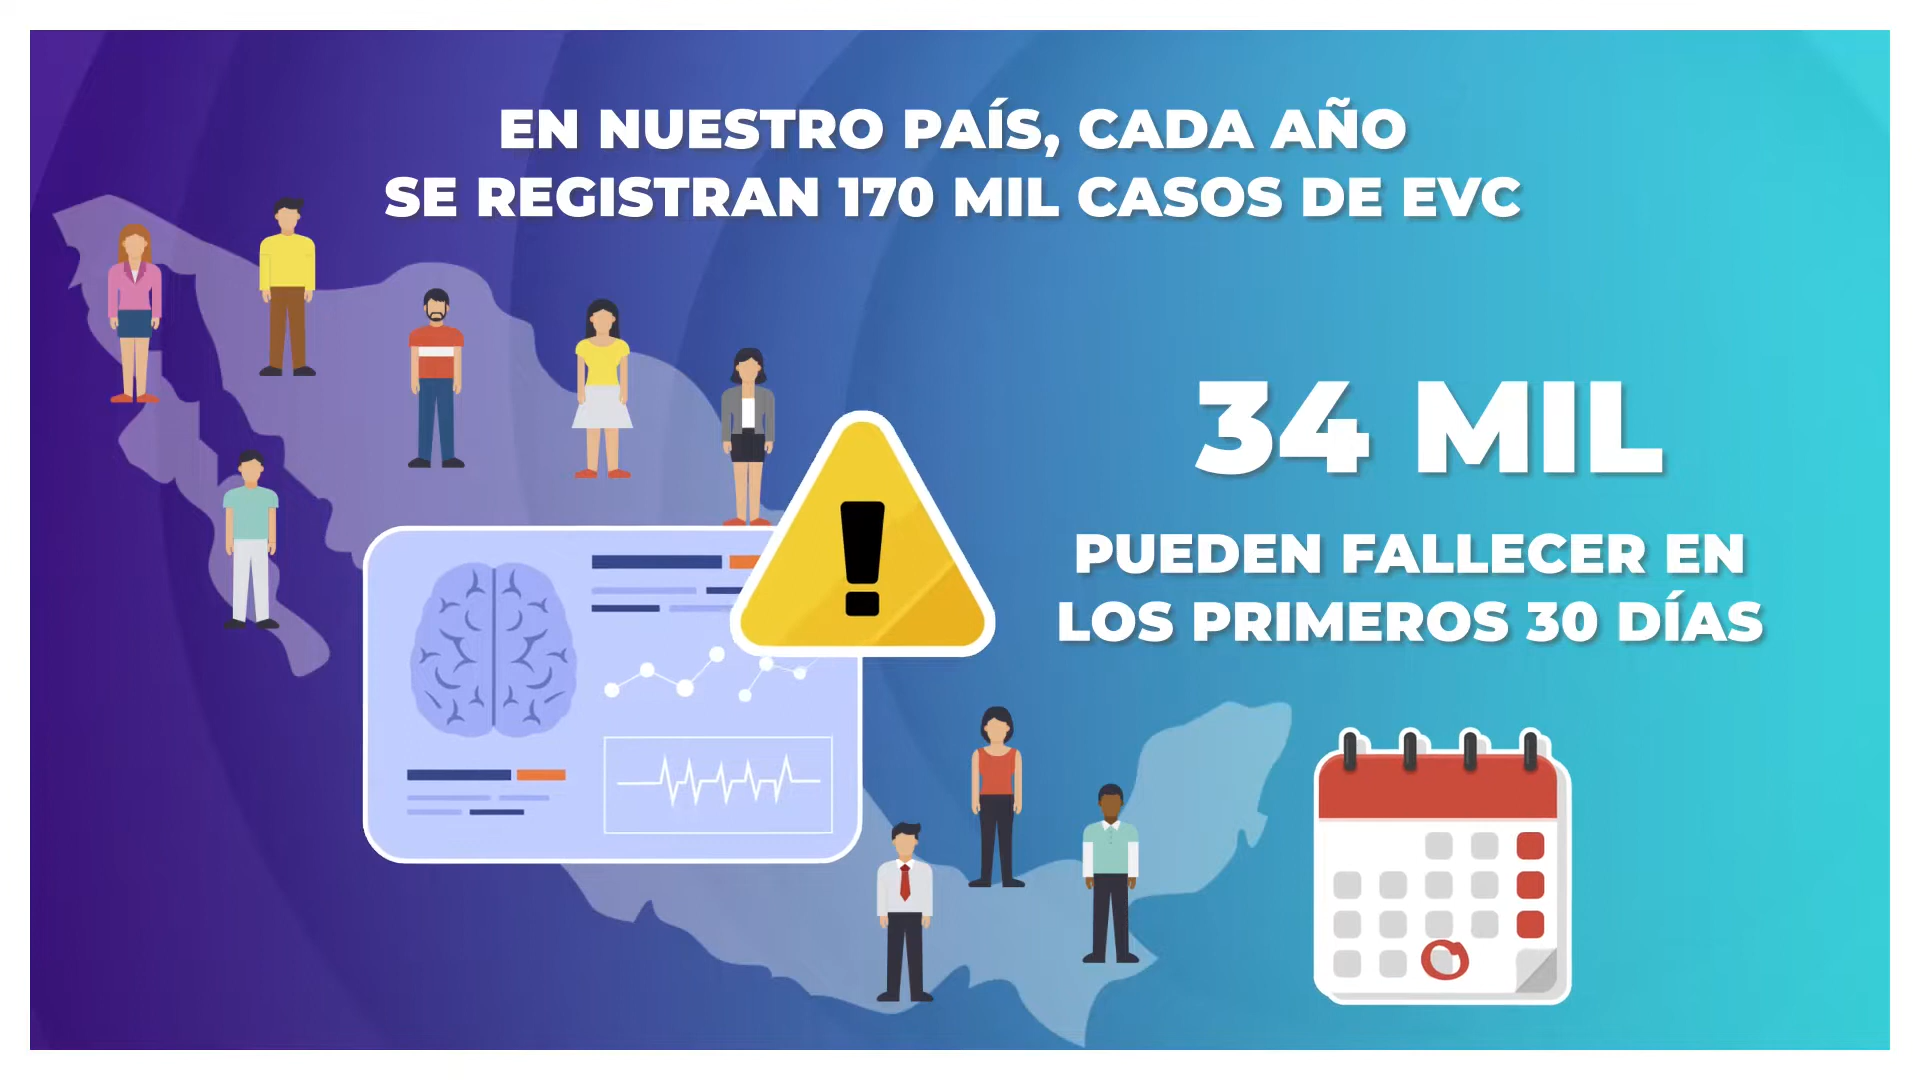 EN NUESTRO PAÍS, CADA AÑO
SE REGISTRAN 170 MIL CASOS DE EVC
34 MIL
PUEDEN FALLECER EN
LOS PRIMEROS 30 DÍAS